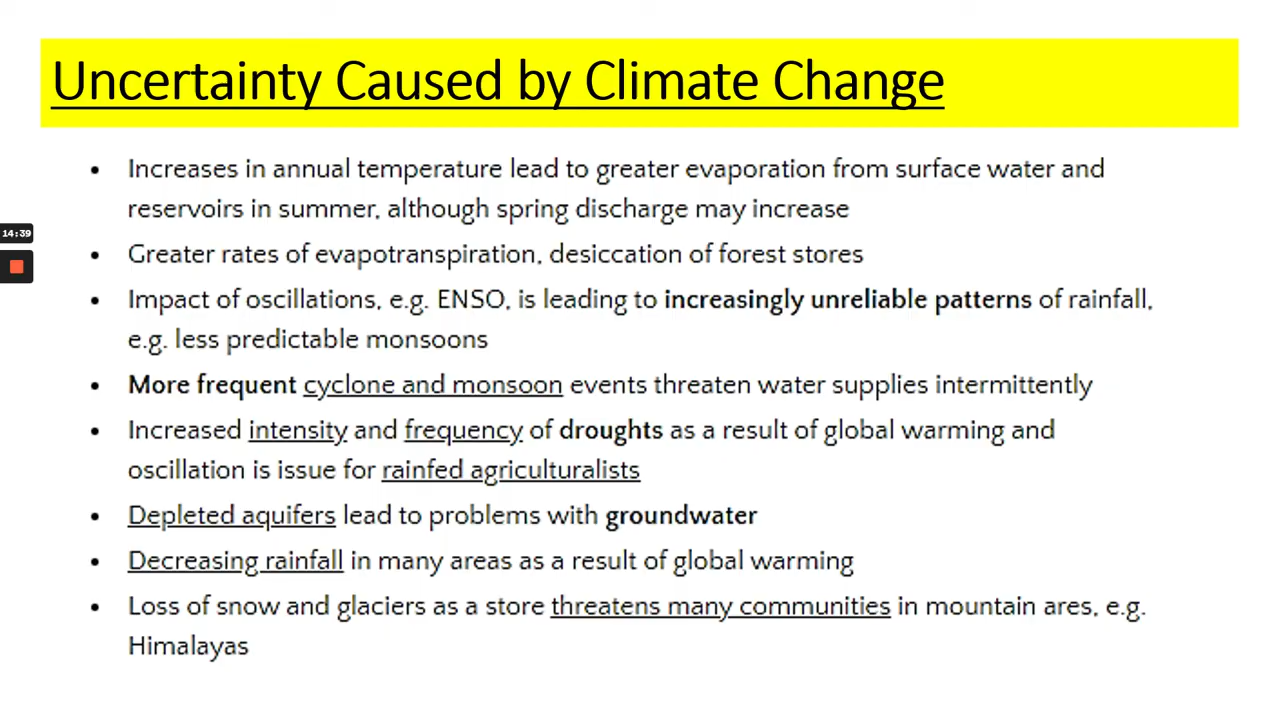 Uncertainty Caused by Climate Change
• Increases in annual temperature lead to greater evaporation from surface water and
reservoirs in summer, although spring discharge may increase
• Greater rates of evapotranspiration, desiccation of forest stores
• Impact of oscillations, e.g. ENSO, is leading to increasingly unreliable patterns of rainfall,
e.g. less predictable monsoons
14:39
• More frequent cyclone and monsoon events threaten water supplies intermittently
• Increased intensity and frequency of droughts as a result of global warming and
oscillation is issue for rainfed agriculturalists
• Depleted aquifers lead to problems with groundwater
• Decreasing rainfall in many areas as a result of global warming
• Loss of snow and glaciers as a store threatens many communities in mountain ares, e.g.
Himalayas